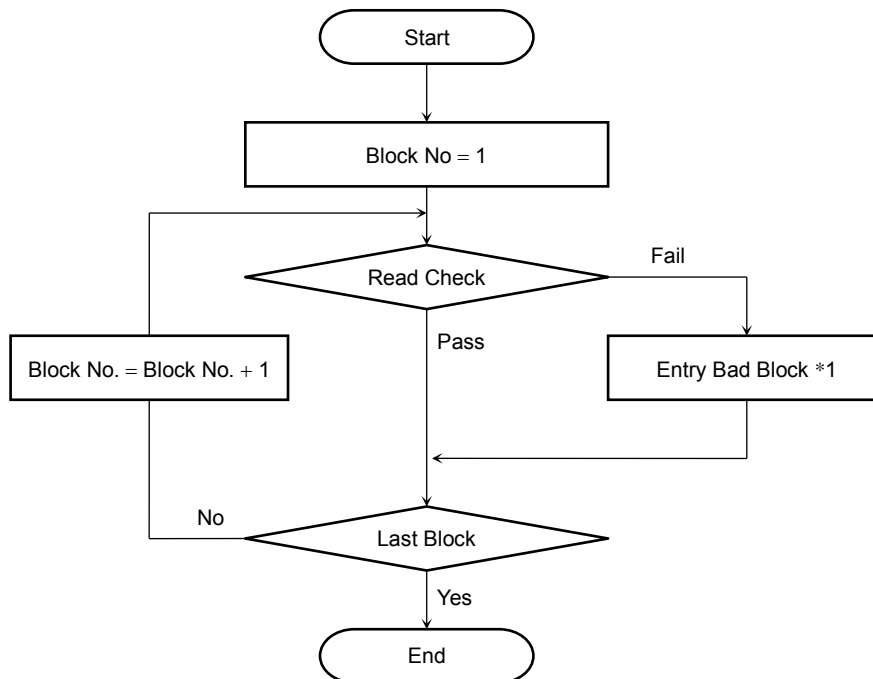 Start
Block No = 1
Read Check
Fail
Pass
Block No. = Block No. + 1
Entry Bad Block *1
No
Last Block
Yes
End